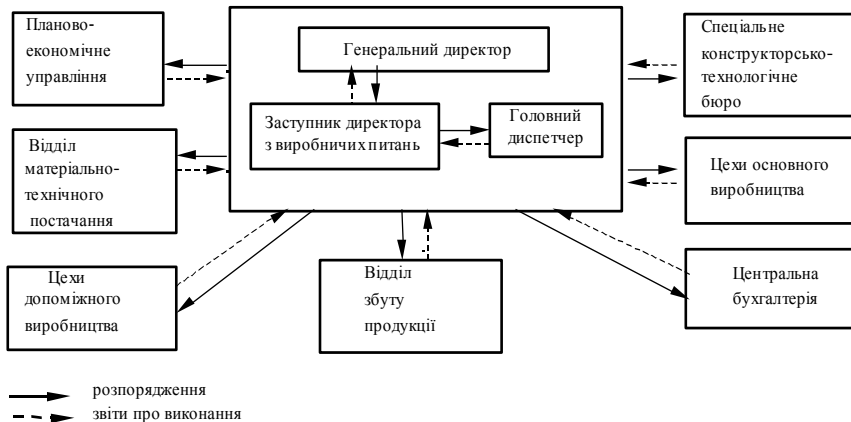 Планово-
економічне
управління
Генеральний директор
Спеціальне
конструкторсько-
технологічне
бюро
Заступник директора
з виробничих питань
Головний
диспетчер
Відділ
матеріально-
технічного
постачання
Цехи основного
виробництва
Цехи
допоміжного
виробництва
Відділ
збуту
продукції
Центральна
бухгалтерія
розпорядження
звіти про виконання